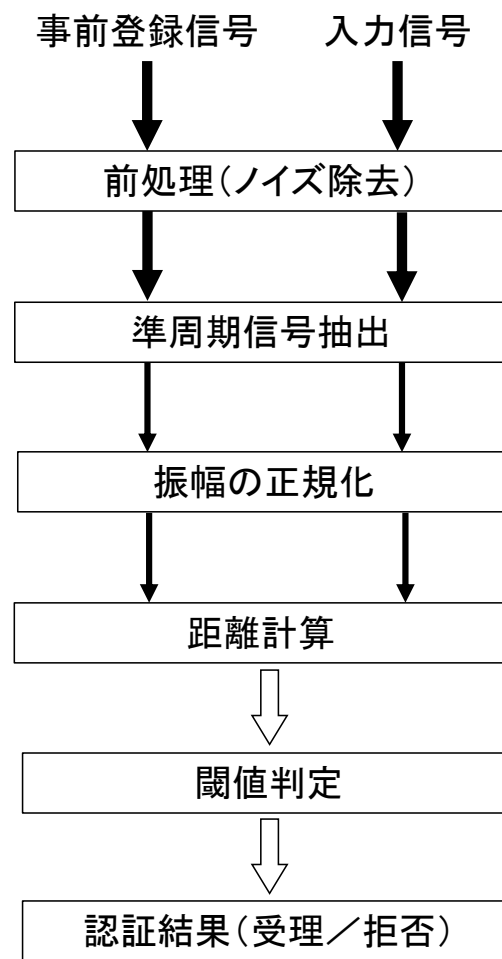 事前登録信号 入力信号
前処理(ノイズ除去)
準周期信号抽出
振幅の正規化
距離計算
閾値判定
認証結果(受理／拒否)